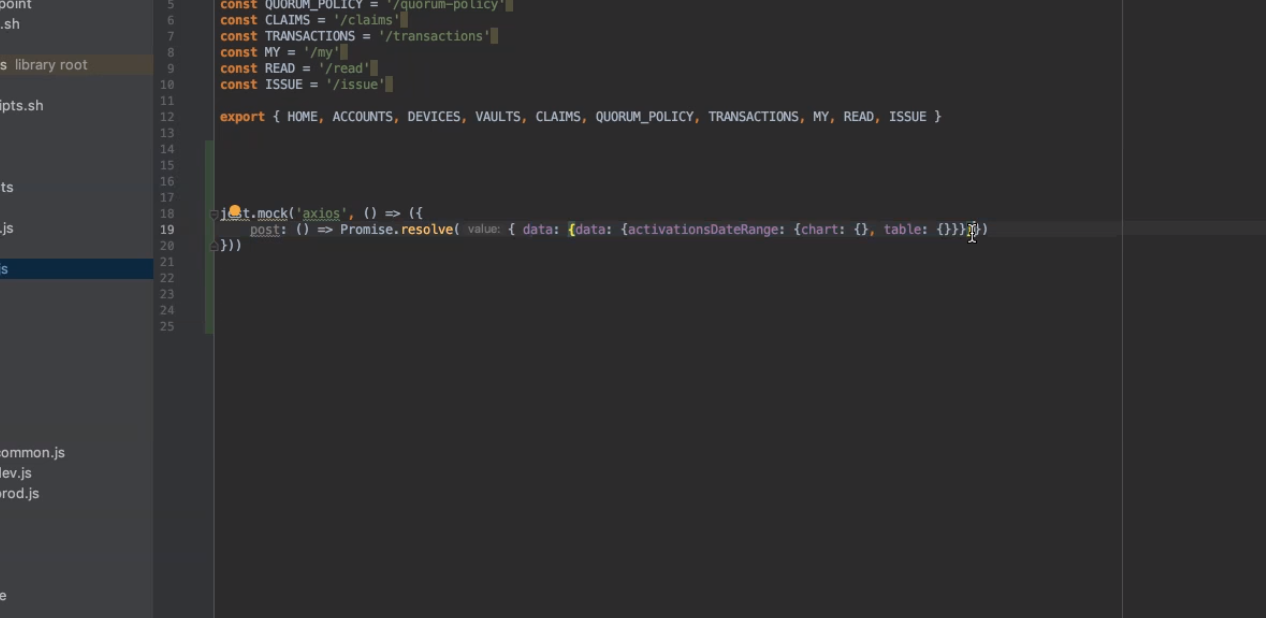 point
.sh
s library root
ipts.sh
ts
.js
js
common.js
dev.js
prod.js
e
5 const QUORUM_POLICY = '/quorum-policy'
6 const CLAIMS = '/claims'
7 const TRANSACTIONS = '/transactions'
8 const MY = '/my'
9 const READ = '/read'
10 const ISSUE = '/issue'
11
12 export { HOME, ACCOUNTS, DEVICES, VAULTS, CLAIMS, QUORUM_POLICY, TRANSACTIONS, MY, READ, ISSUE }
13
14
15
16
17
18 jest.mock('axios', () => ({
19 post: () => Promise.resolve( value: { data: {data: {activationsDateRange: {chart: {}, table: {}}}}})
20 }))
21
22
23
24
25